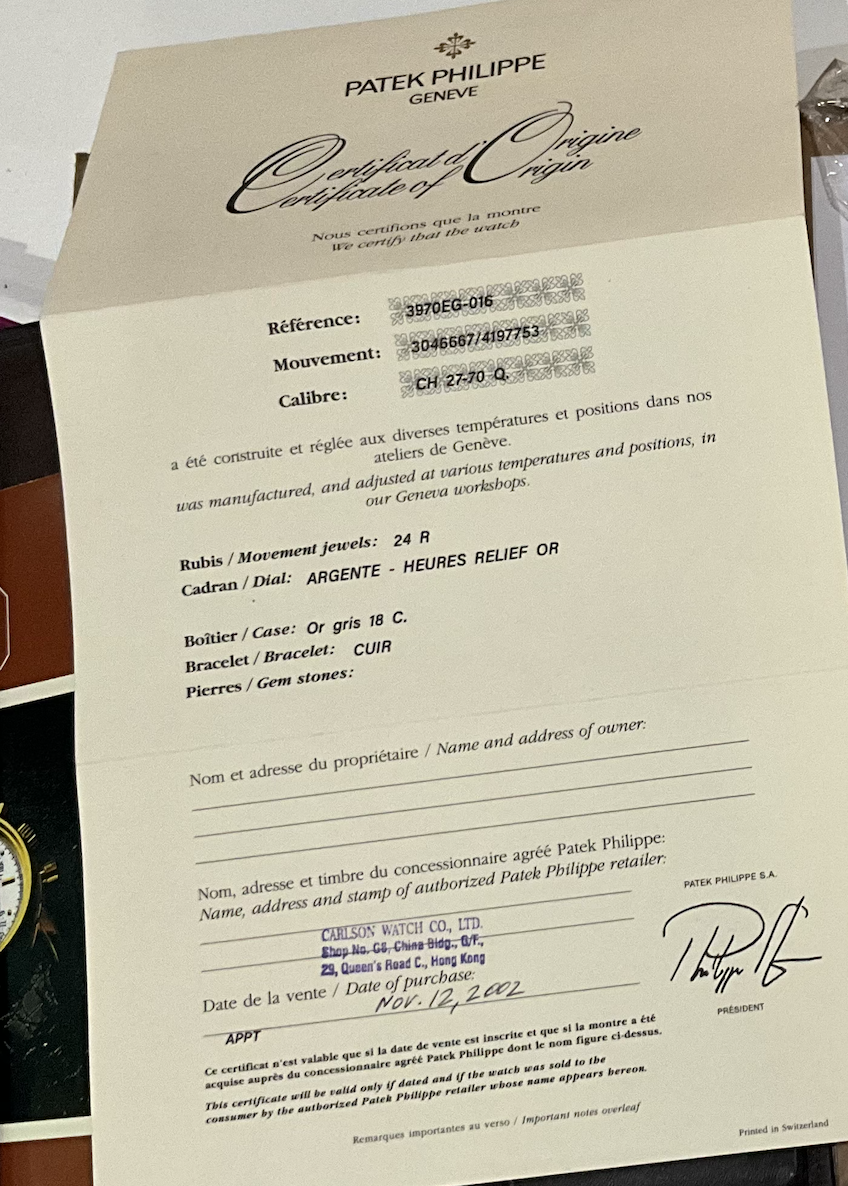 PATEK PHILIPPE
GENEVE
Certificat d'Origine
Certificate of Origin
Nous certifions que la montre
We certify that the watch
Référence: 3970EG-016
Mouvement: 3046667/4197753
Calibre: CH 27-70 Q.
a été construite et réglée aux diverses températures et positions dans nos
ateliers de Genève.
was manufactured, and adjusted at various temperatures and positions, in
our Geneva workshops.
Rubis / Movement jewels: 24 R
Cadran / Dial: ARGENTE - HEURES RELIEF OR
Boîtier / Case: Or gris 18 C.
Bracelet / Bracelet: CUIR
Pierres / Gem stones:
Nom et adresse du propriétaire / Name and address of owner:
Nom, adresse et timbre du concessionnaire agréé Patek Philippe:
Name, address and stamp of authorized Patek Philippe retailer:
PATEK PHILIPPE S.A.
CARLSON WATCH CO., LTD.
Shop No. G8, China Bldg., G/F.,
29, Queen's Road C., Hong Kong
Date de la vente / Date of purchase:
Nov. 12, 2002
PRÉSIDENT
APPT
Ce certificat n'est valable que si la date de vente est inscrite et que si la montre a été
acquise auprès du concessionnaire agréé Patek Philippe dont le nom figure ci-dessus.
This certificate will be valid only if dated and if the watch was sold to the
consumer by the authorized Patek Philippe retailer whose name appears hereon.
Remarques importantes au verso / Important notes overleaf
Printed in Switzerland